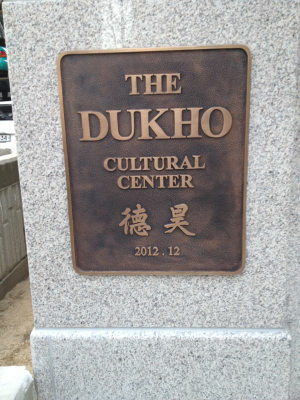 THE
DUKHO
CULTURAL
CENTER
德昊
2012.12